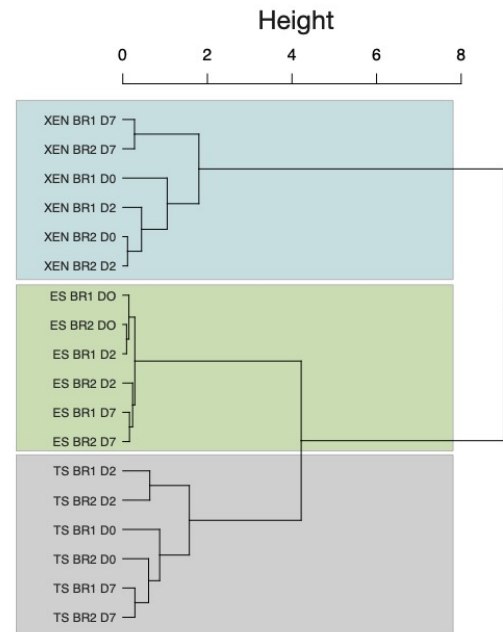 Height
0 2 4 6 8
XEN BR1 D7
XEN BR2 D7
XEN BR1 D0
XEN BR1 D2
XEN BR2 D0
XEN BR2 D2
ES BR1 DO
ES BR2 DO
ES BR1 D2
ES BR2 D2
ES BR1 D7
ES BR2 D7
TS BR1 D2
TS BR2 D2
TS BR1 D0
TS BR2 D0
TS BR1 D7
TS BR2 D7